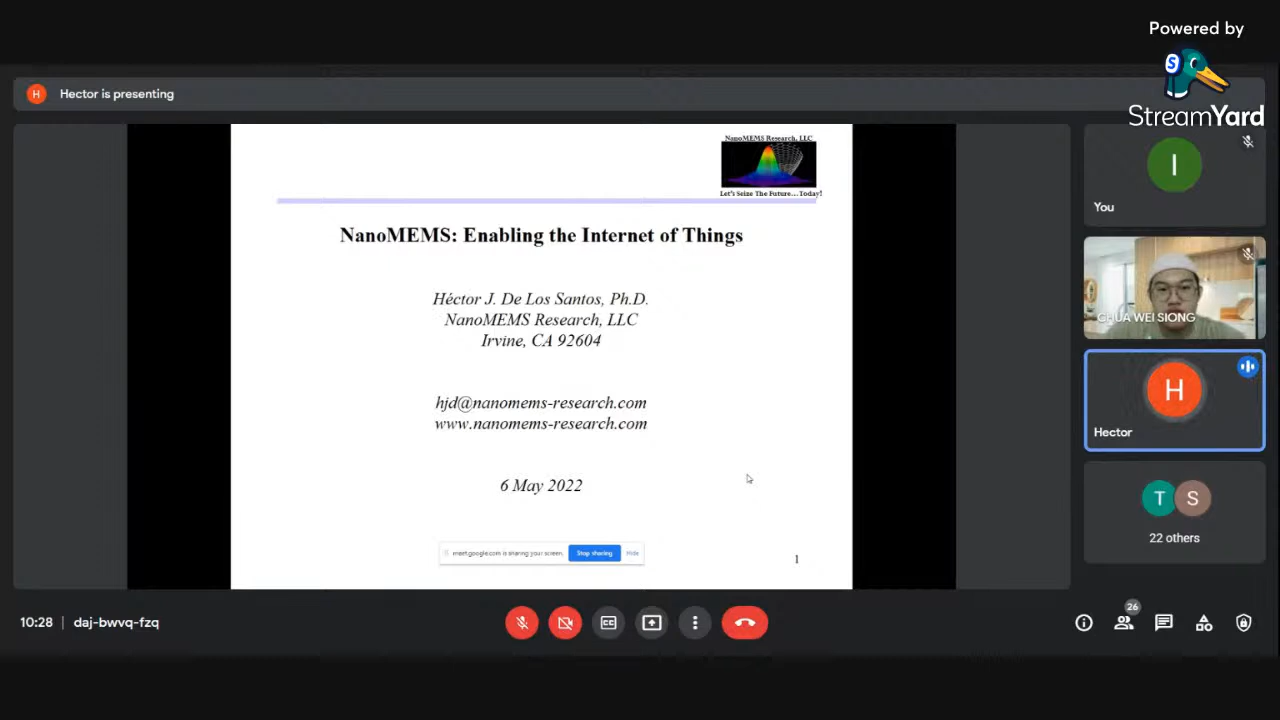 Powered by
StreamYard
H
Hector is presenting
NanoMEMS Research, LLC
Let's Seize The Future...Today!
NanoMEMS: Enabling the Internet of Things
Héctor J. De Los Santos, Ph.D.
NanoMEMS Research, LLC
Irvine, CA 92604
hjd@nanomems-research.com
www.nanomems-research.com
6 May 2022
meet.google.com is sharing your screen.
Stop sharing
Hide
1
I
You
CHUA WEI SIONG
H
Hector
T
S
22 others
10:28
daj-bwvq-fzq
CC
26